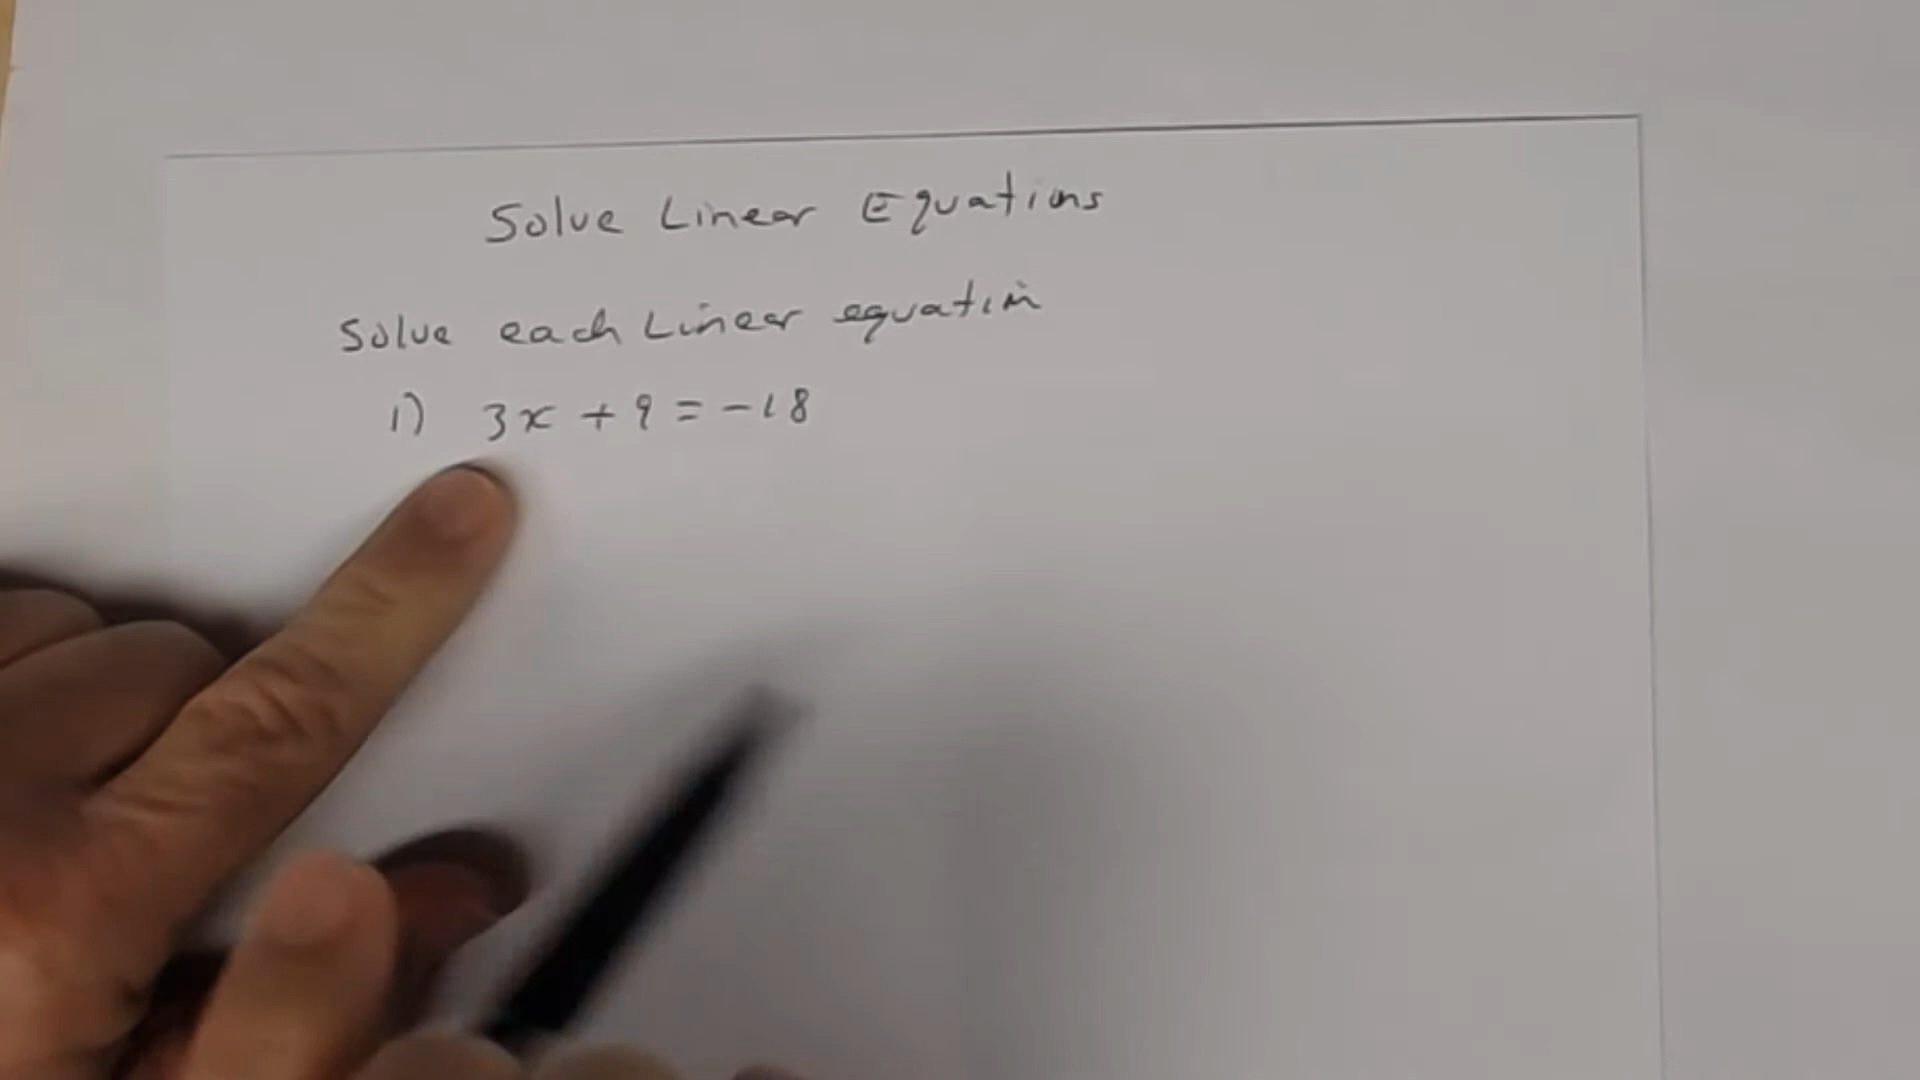 Solve Linear Equations
Solve each Linear equation
1) 3x + 9 = -18